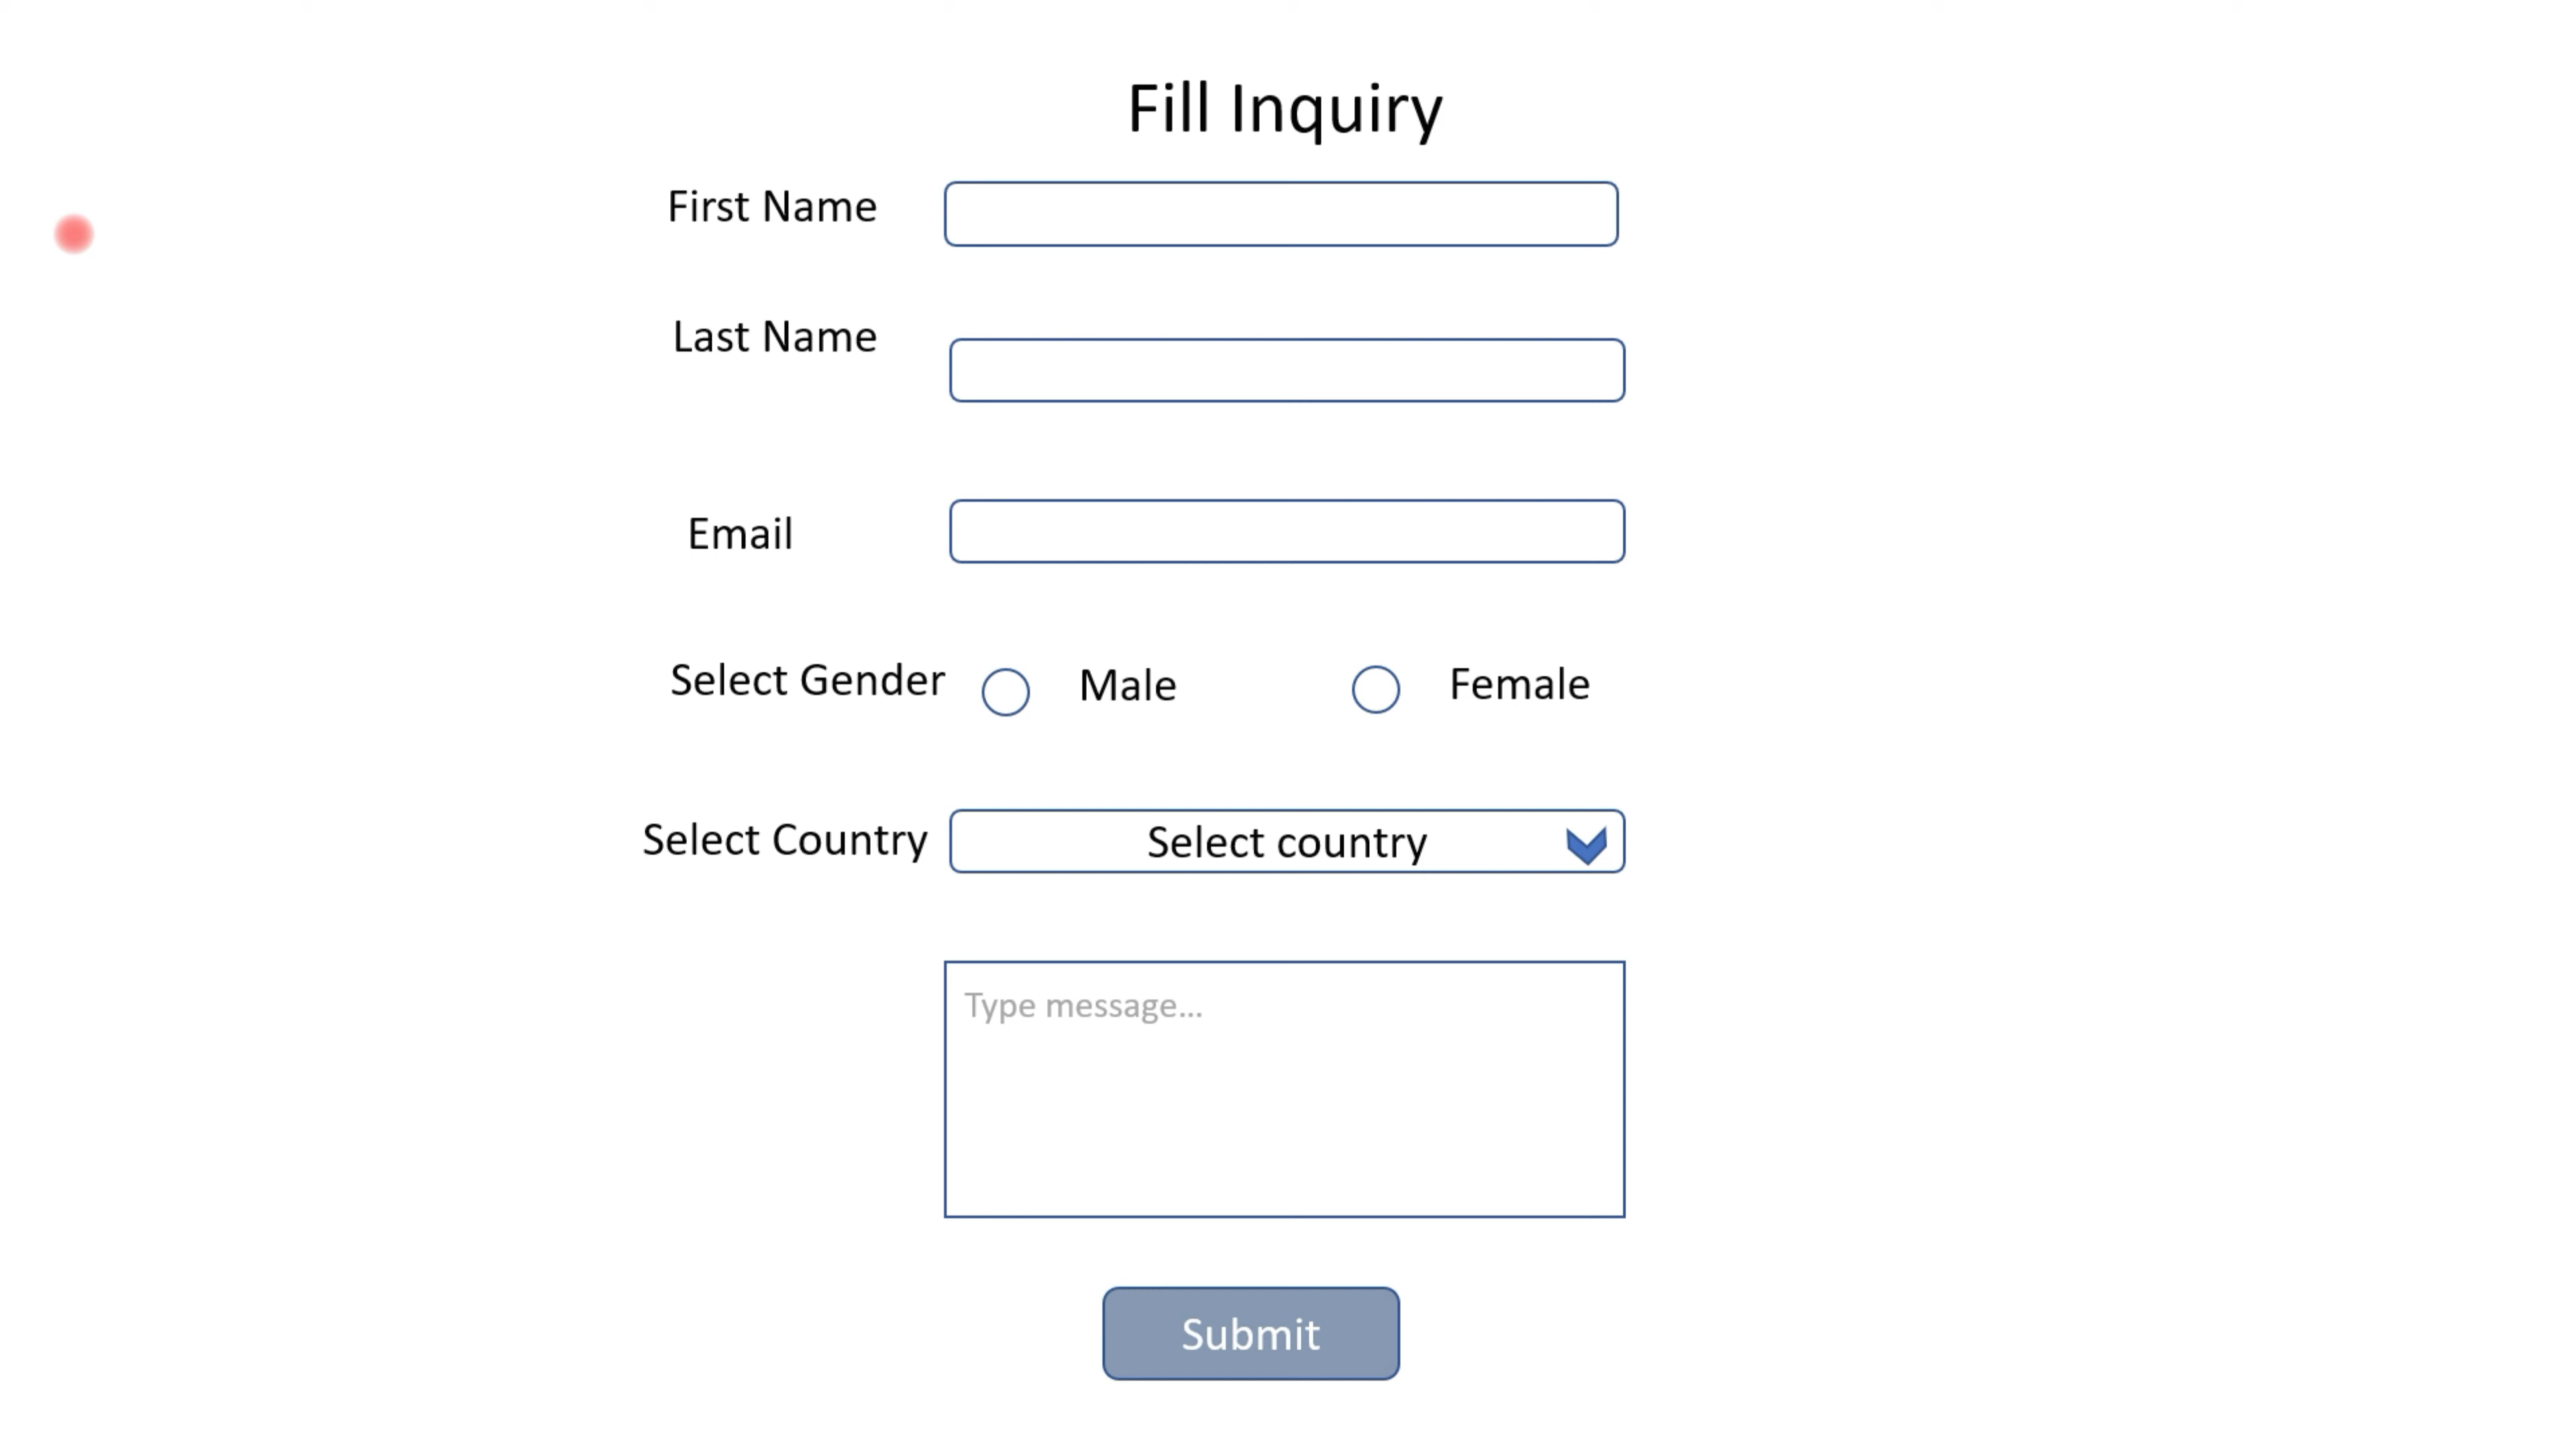 Fill Inquiry
First Name
Last Name
Email
Select Gender Male Female
Select Country Select country
Type message...
Submit